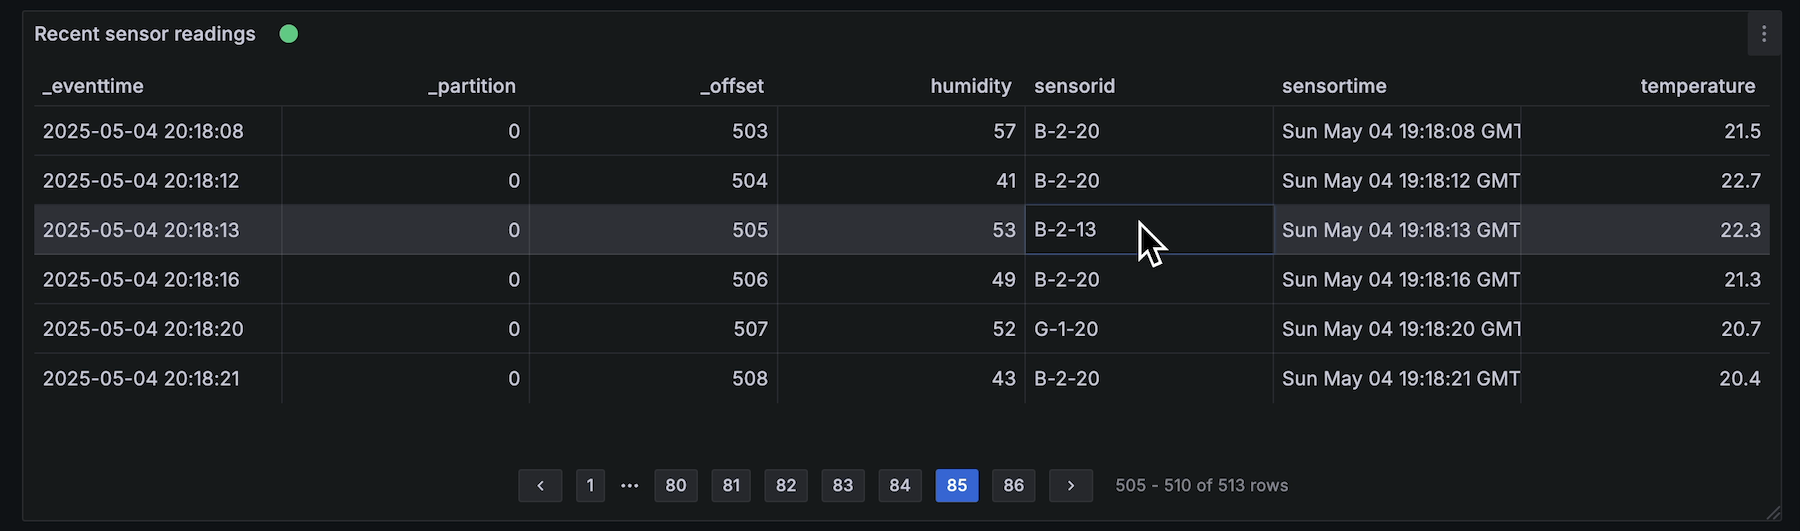 Recent sensor readings
_eventtime _partition _offset humidity sensorid sensortime temperature
2025-05-04 20:18:08 0 503 57 B-2-20 Sun May 04 19:18:08 GMT 21.5
2025-05-04 20:18:12 0 504 41 B-2-20 Sun May 04 19:18:12 GMT 22.7
2025-05-04 20:18:13 0 505 53 B-2-13 Sun May 04 19:18:13 GMT 22.3
2025-05-04 20:18:16 0 506 49 B-2-20 Sun May 04 19:18:16 GMT 21.3
2025-05-04 20:18:20 0 507 52 G-1-20 Sun May 04 19:18:20 GMT 20.7
2025-05-04 20:18:21 0 508 43 B-2-20 Sun May 04 19:18:21 GMT 20.4
< 1 ... 80 81 82 83 84 85 86 > 505 - 510 of 513 rows